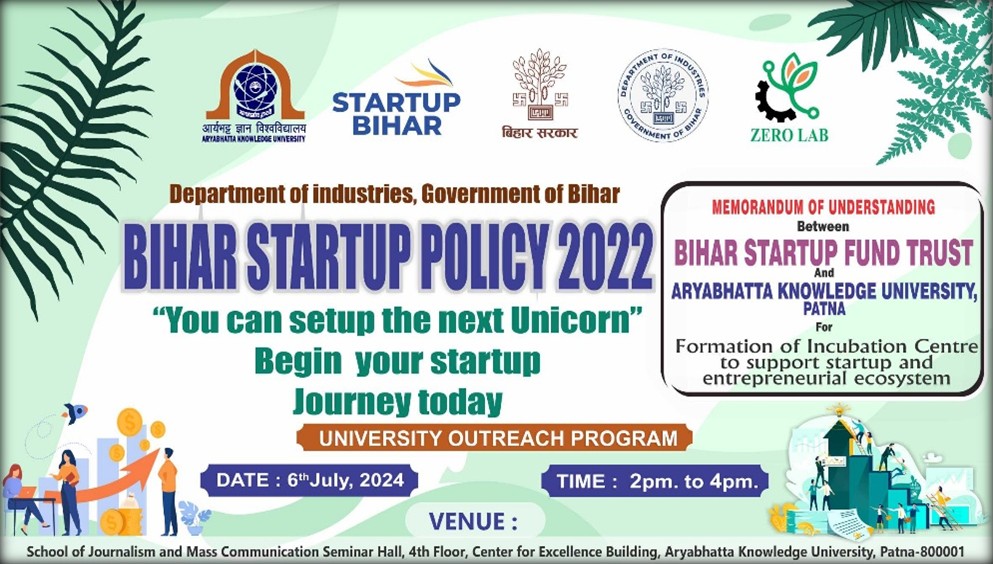 आर्यभट्ट ज्ञान विश्वविद्यालय
ARYABHATTA KNOWLEDGE UNIVERSITY
STARTUP
BIHAR
बिहार सरकार
DEPARTMENT OF INDUSTRIES
GOVERNMENT OF BIHAR
ZERO LAB
Department of industries, Government of Bihar
BIHAR STARTUP POLICY 2022
“You can setup the next Unicorn”
Begin your startup
Journey today
UNIVERSITY OUTREACH PROGRAM
MEMORANDUM OF UNDERSTANDING
Between
BIHAR STARTUP FUND TRUST
And
ARYABHATTA KNOWLEDGE UNIVERSITY,
PATNA
For
Formation of Incubation Centre
to support startup and
entrepreneurial ecosystem
DATE : 6thJuly, 2024
TIME : 2pm. to 4pm.
VENUE :
School of Journalism and Mass Communication Seminar Hall, 4th Floor, Center for Excellence Building, Aryabhatta Knowledge University, Patna-800001